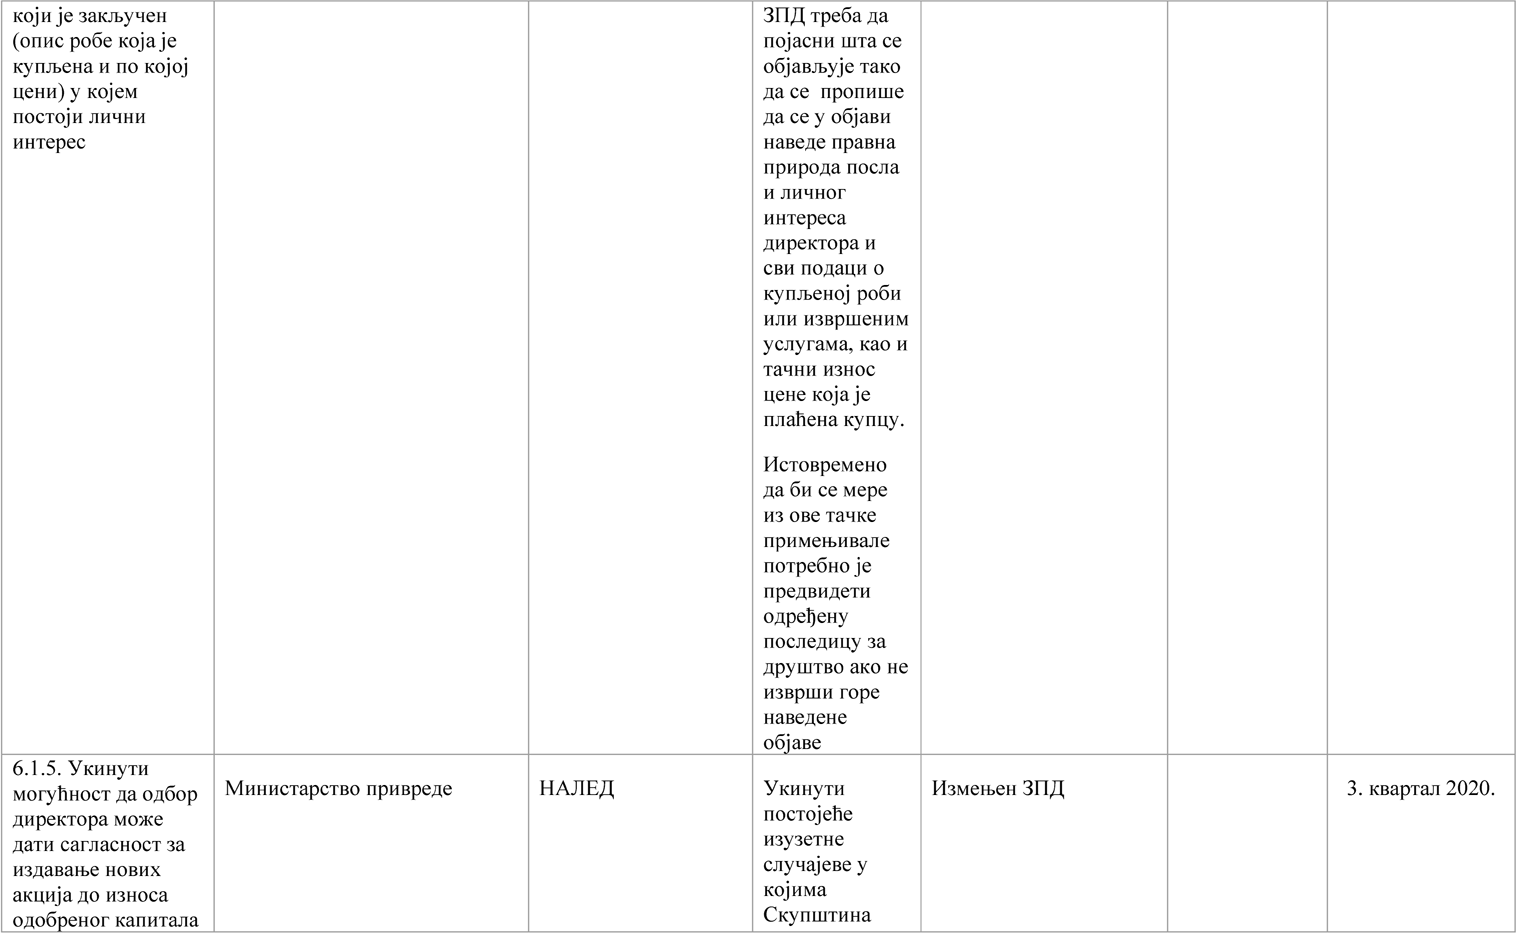 који је закључен
(опис робе која је
купљена и по којој
цени) у којем
постоји лични
интерес
ЗПД треба да
појасни шта се
објављује тако
да се  пропише
да се у објави
наведе правна
природа посла
и личног
интереса
директора и
сви подаци о
купљеној роби
или извршеним
услугама, као и
тачни износ
цене која је
плаћена купцу.
Истовремено
да би се мере
из ове тачке
примењивале
потребно је
предвидети
одређену
последицу за
друштво ако не
изврши горе
наведене
објаве
6.1.5. Укинути
могућност да одбор
директора може
дати сагласност за
издавање нових
акција до износа
одобреног капитала
Министарство привреде
НАЛЕД
Укинути
постојеће
изузетне
случајеве у
којима
Скупштина
Измењен ЗПД
3. квартал 2020.